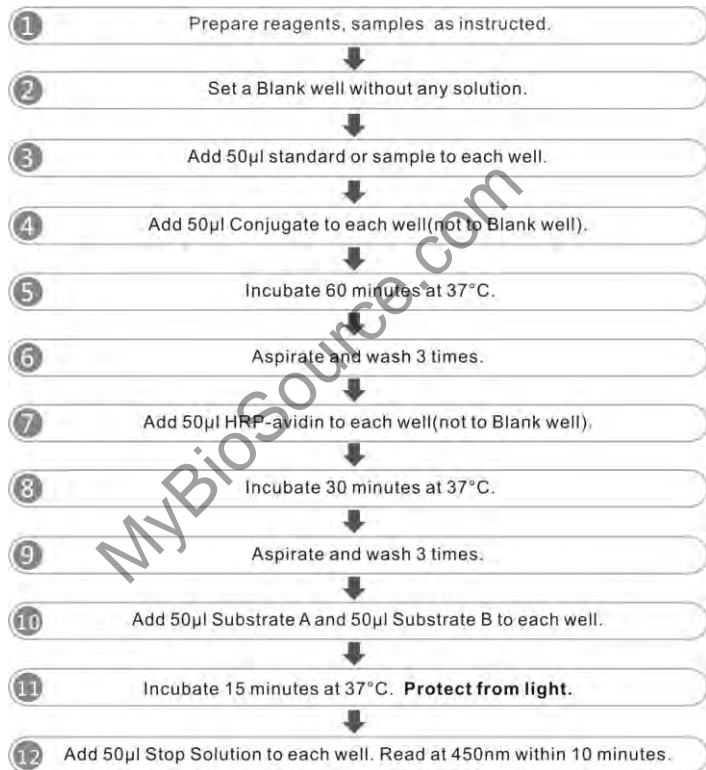 1 Prepare reagents, samples as instructed.
2 Set a Blank well without any solution.
3 Add 50μl standard or sample to each well.
4 Add 50μl Conjugate to each well(not to Blank well).
5 Incubate 60 minutes at 37°C.
6 Aspirate and wash 3 times.
7 Add 50μl HRP-avidin to each well(not to Blank well).
8 Incubate 30 minutes at 37°C.
9 Aspirate and wash 3 times.
10 Add 50μl Substrate A and 50μl Substrate B to each well.
11 Incubate 15 minutes at 37°C. Protect from light.
12 Add 50μl Stop Solution to each well. Read at 450nm within 10 minutes.
MyBioSource.com